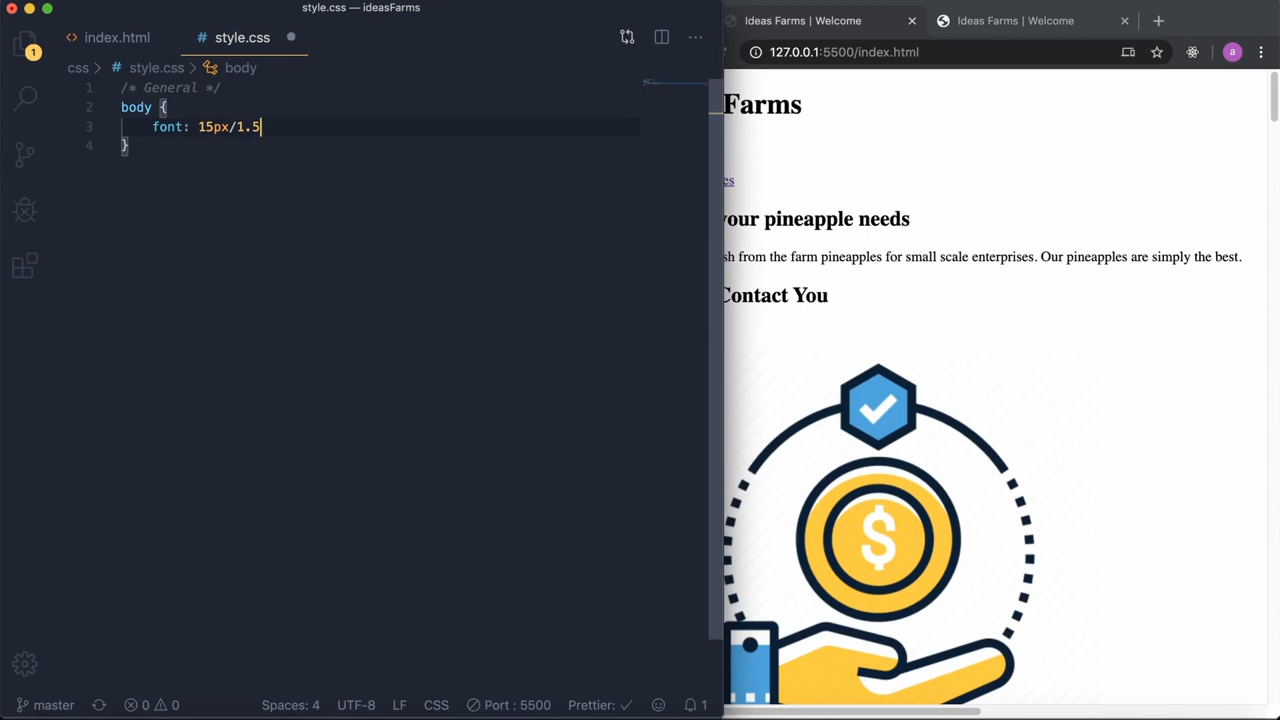 style.css — ideasFarms
<> index.html # style.css
1
css > # style.css > body
1 /* General */
2 body {
3 font: 15px/1.5
4 }
master 0 0 Spaces: 4 UTF-8 LF CSS Port : 5500 Prettier: ✓ 1
Ideas Farms | Welcome Ideas Farms | Welcome
127.0.0.1:5500/index.html a
Farms
es
your pineapple needs
sh from the farm pineapples for small scale enterprises. Our pineapples are simply the best.
Contact You
$